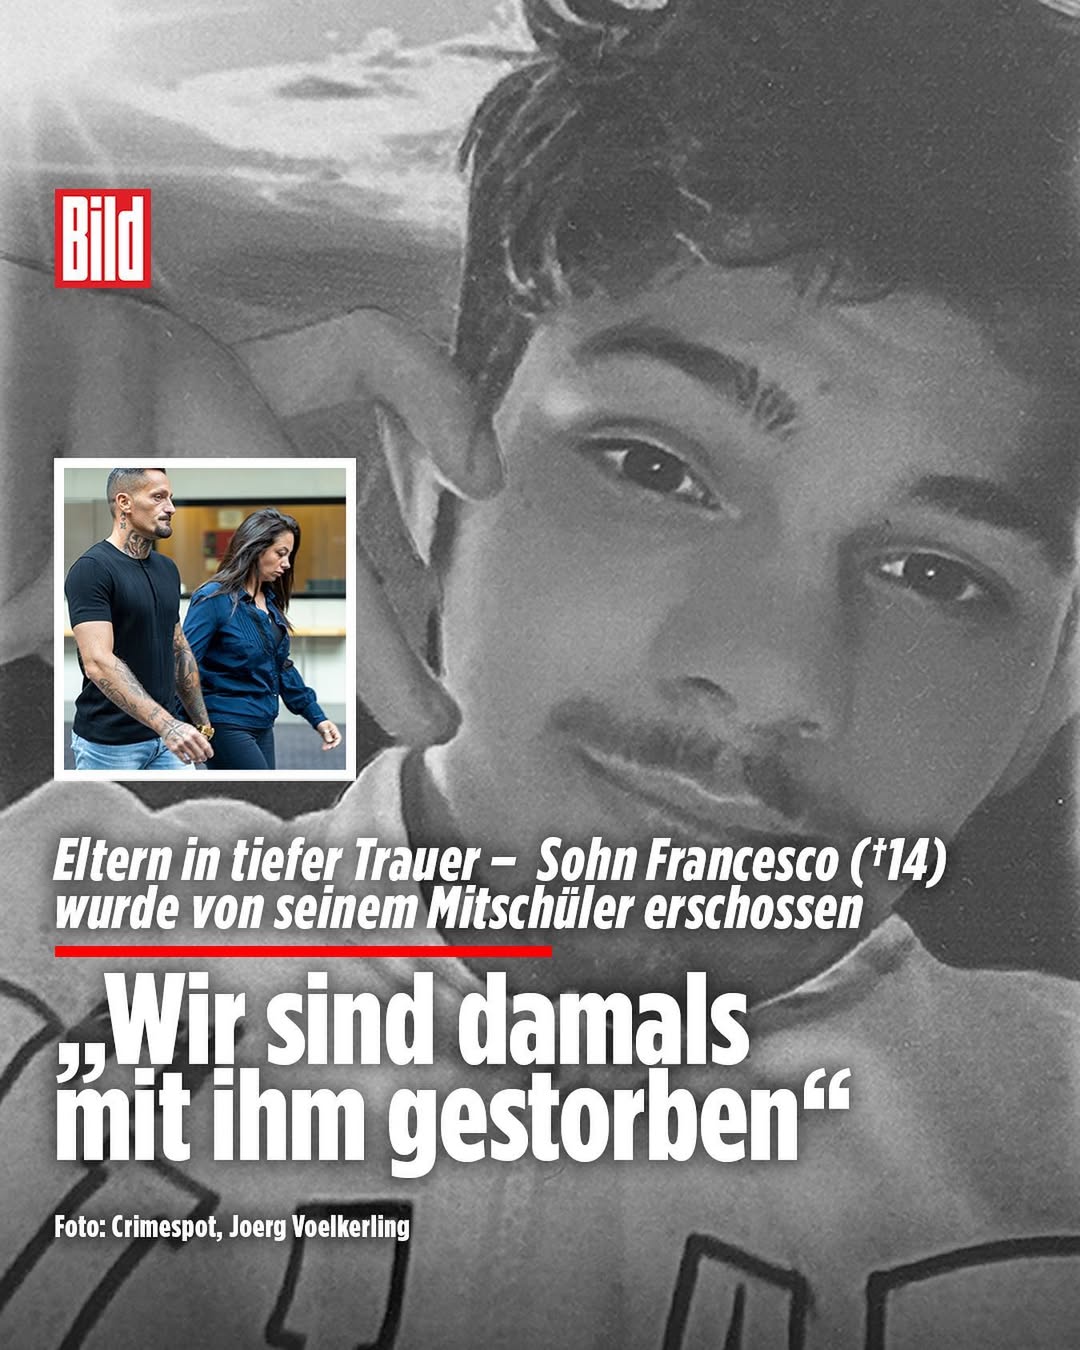 Bild
Eltern in tiefer Trauer – Sohn Francesco (†14)
wurde von seinem Mitschüler erschossen
„Wir sind damals
mit ihm gestorben“
Foto: Crimespot, Joerg Voelkerling